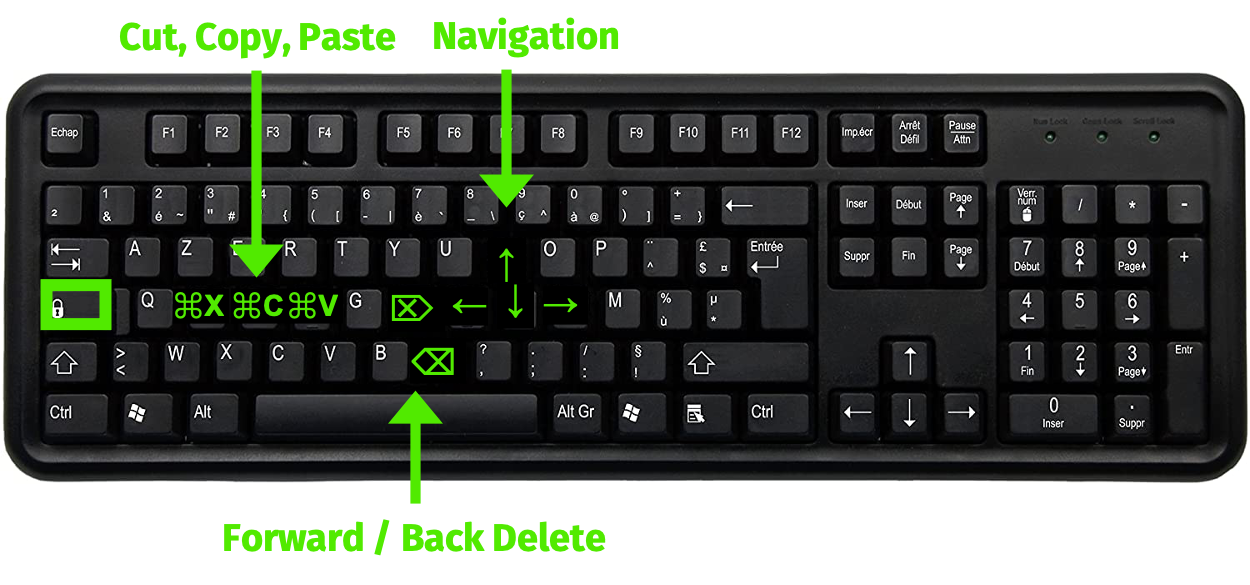 Cut, Copy, Paste Navigation
Echap F1 F2 F3 F4 F5 F6 F8 F9 F10 F11 F12 Imp.écr Arrêt Défil Pause Attn
Num Lock Caps Lock Scroll Lock
² 1 & 2 é ~ 3 " # 4 { 5 ( [ 6 - | 7 è ` 8 _ \ 9 ç ^ 0 à @ ° ) ] + = } ← Inser Début Page ↑ Verr. num / * -
A Z E R T Y U ↑ O P ¨ ^ £ $ ¤ Entrée Suppr Fin Page ↓ 7 Début 8 ↑ 9 Page↑ +
Q ⌘X ⌘C ⌘V G ⌦ ← ↓ → M % ù µ * 4 ← 5 6 →
> < W X C V B ⌫ ? , . ; / : § ! ↑ 1 Fin 2 ↓ 3 Page↓ Entr
Ctrl Alt Alt Gr Ctrl ← ↓ → 0 Inser . Suppr
Forward / Back Delete